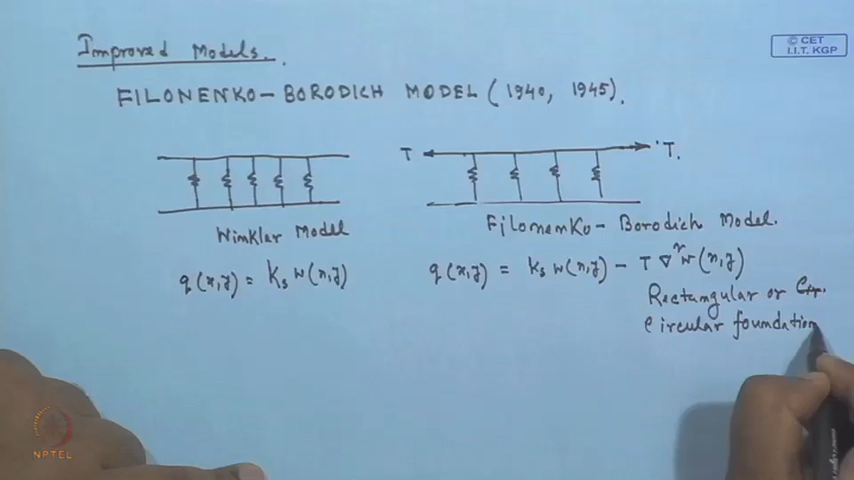 Improved Models.
© CET
I.I.T. KGP
FILONENKO-BORODICH MODEL (1940, 1945).
T T.
Winkler Model
Filonenko-Borodich Model.
q(x,y) = ks w(x,y)
q(x,y) = ks w(x,y) - T ∇²w(x,y)
Rectangular or
circular foundation
NPTEL